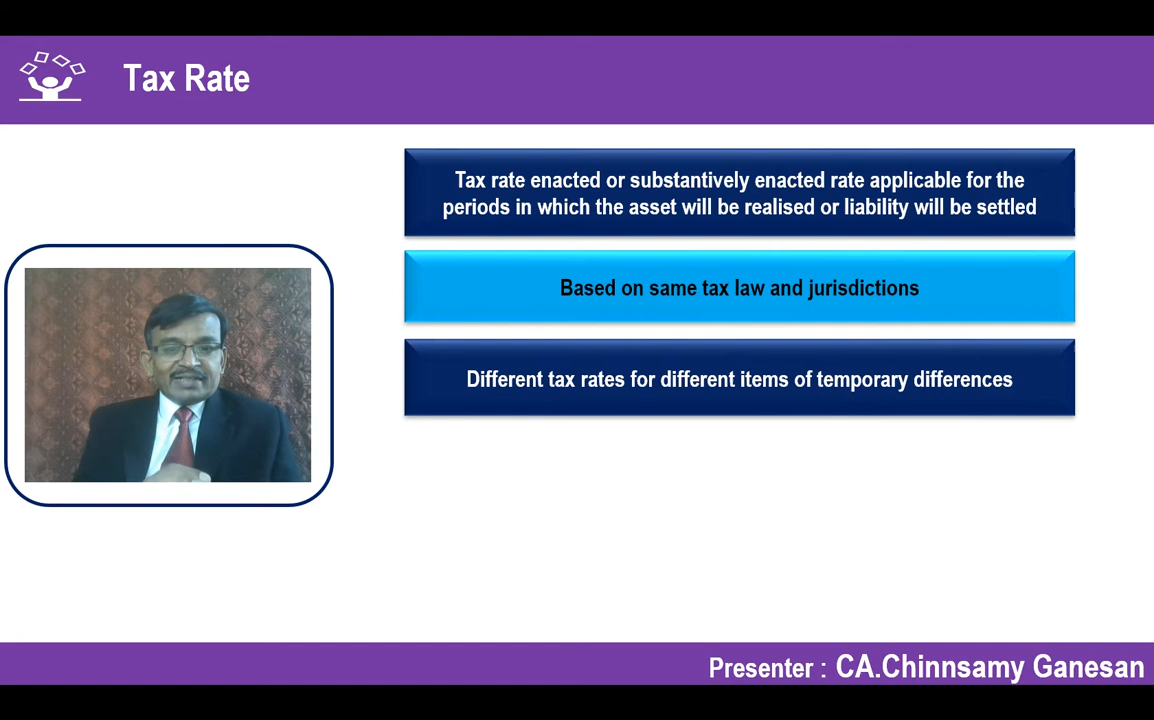 Tax Rate
Tax rate enacted or substantively enacted rate applicable for the
periods in which the asset will be realised or liability will be settled
Based on same tax law and jurisdictions
Different tax rates for different items of temporary differences
Presenter : CA.Chinnsamy Ganesan